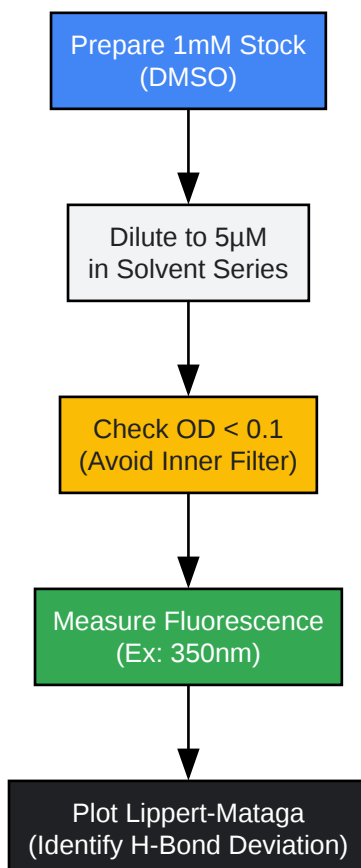 Prepare 1mM Stock
(DMSO)
Dilute to 5µM
in Solvent Series
Check OD < 0.1
(Avoid Inner Filter)
Measure Fluorescence
(Ex: 350nm)
Plot Lippert-Mataga
(Identify H-Bond Deviation)